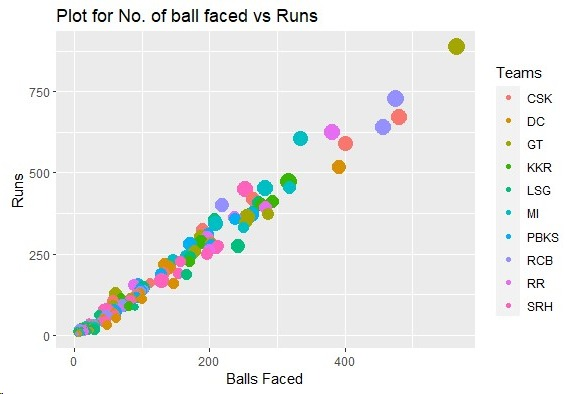 Plot for No. of ball faced vs Runs
Runs
750
500
250
0
0
200
400
Balls Faced
Teams
CSK
DC
GT
KKR
LSG
MI
PBKS
RCB
RR
SRH